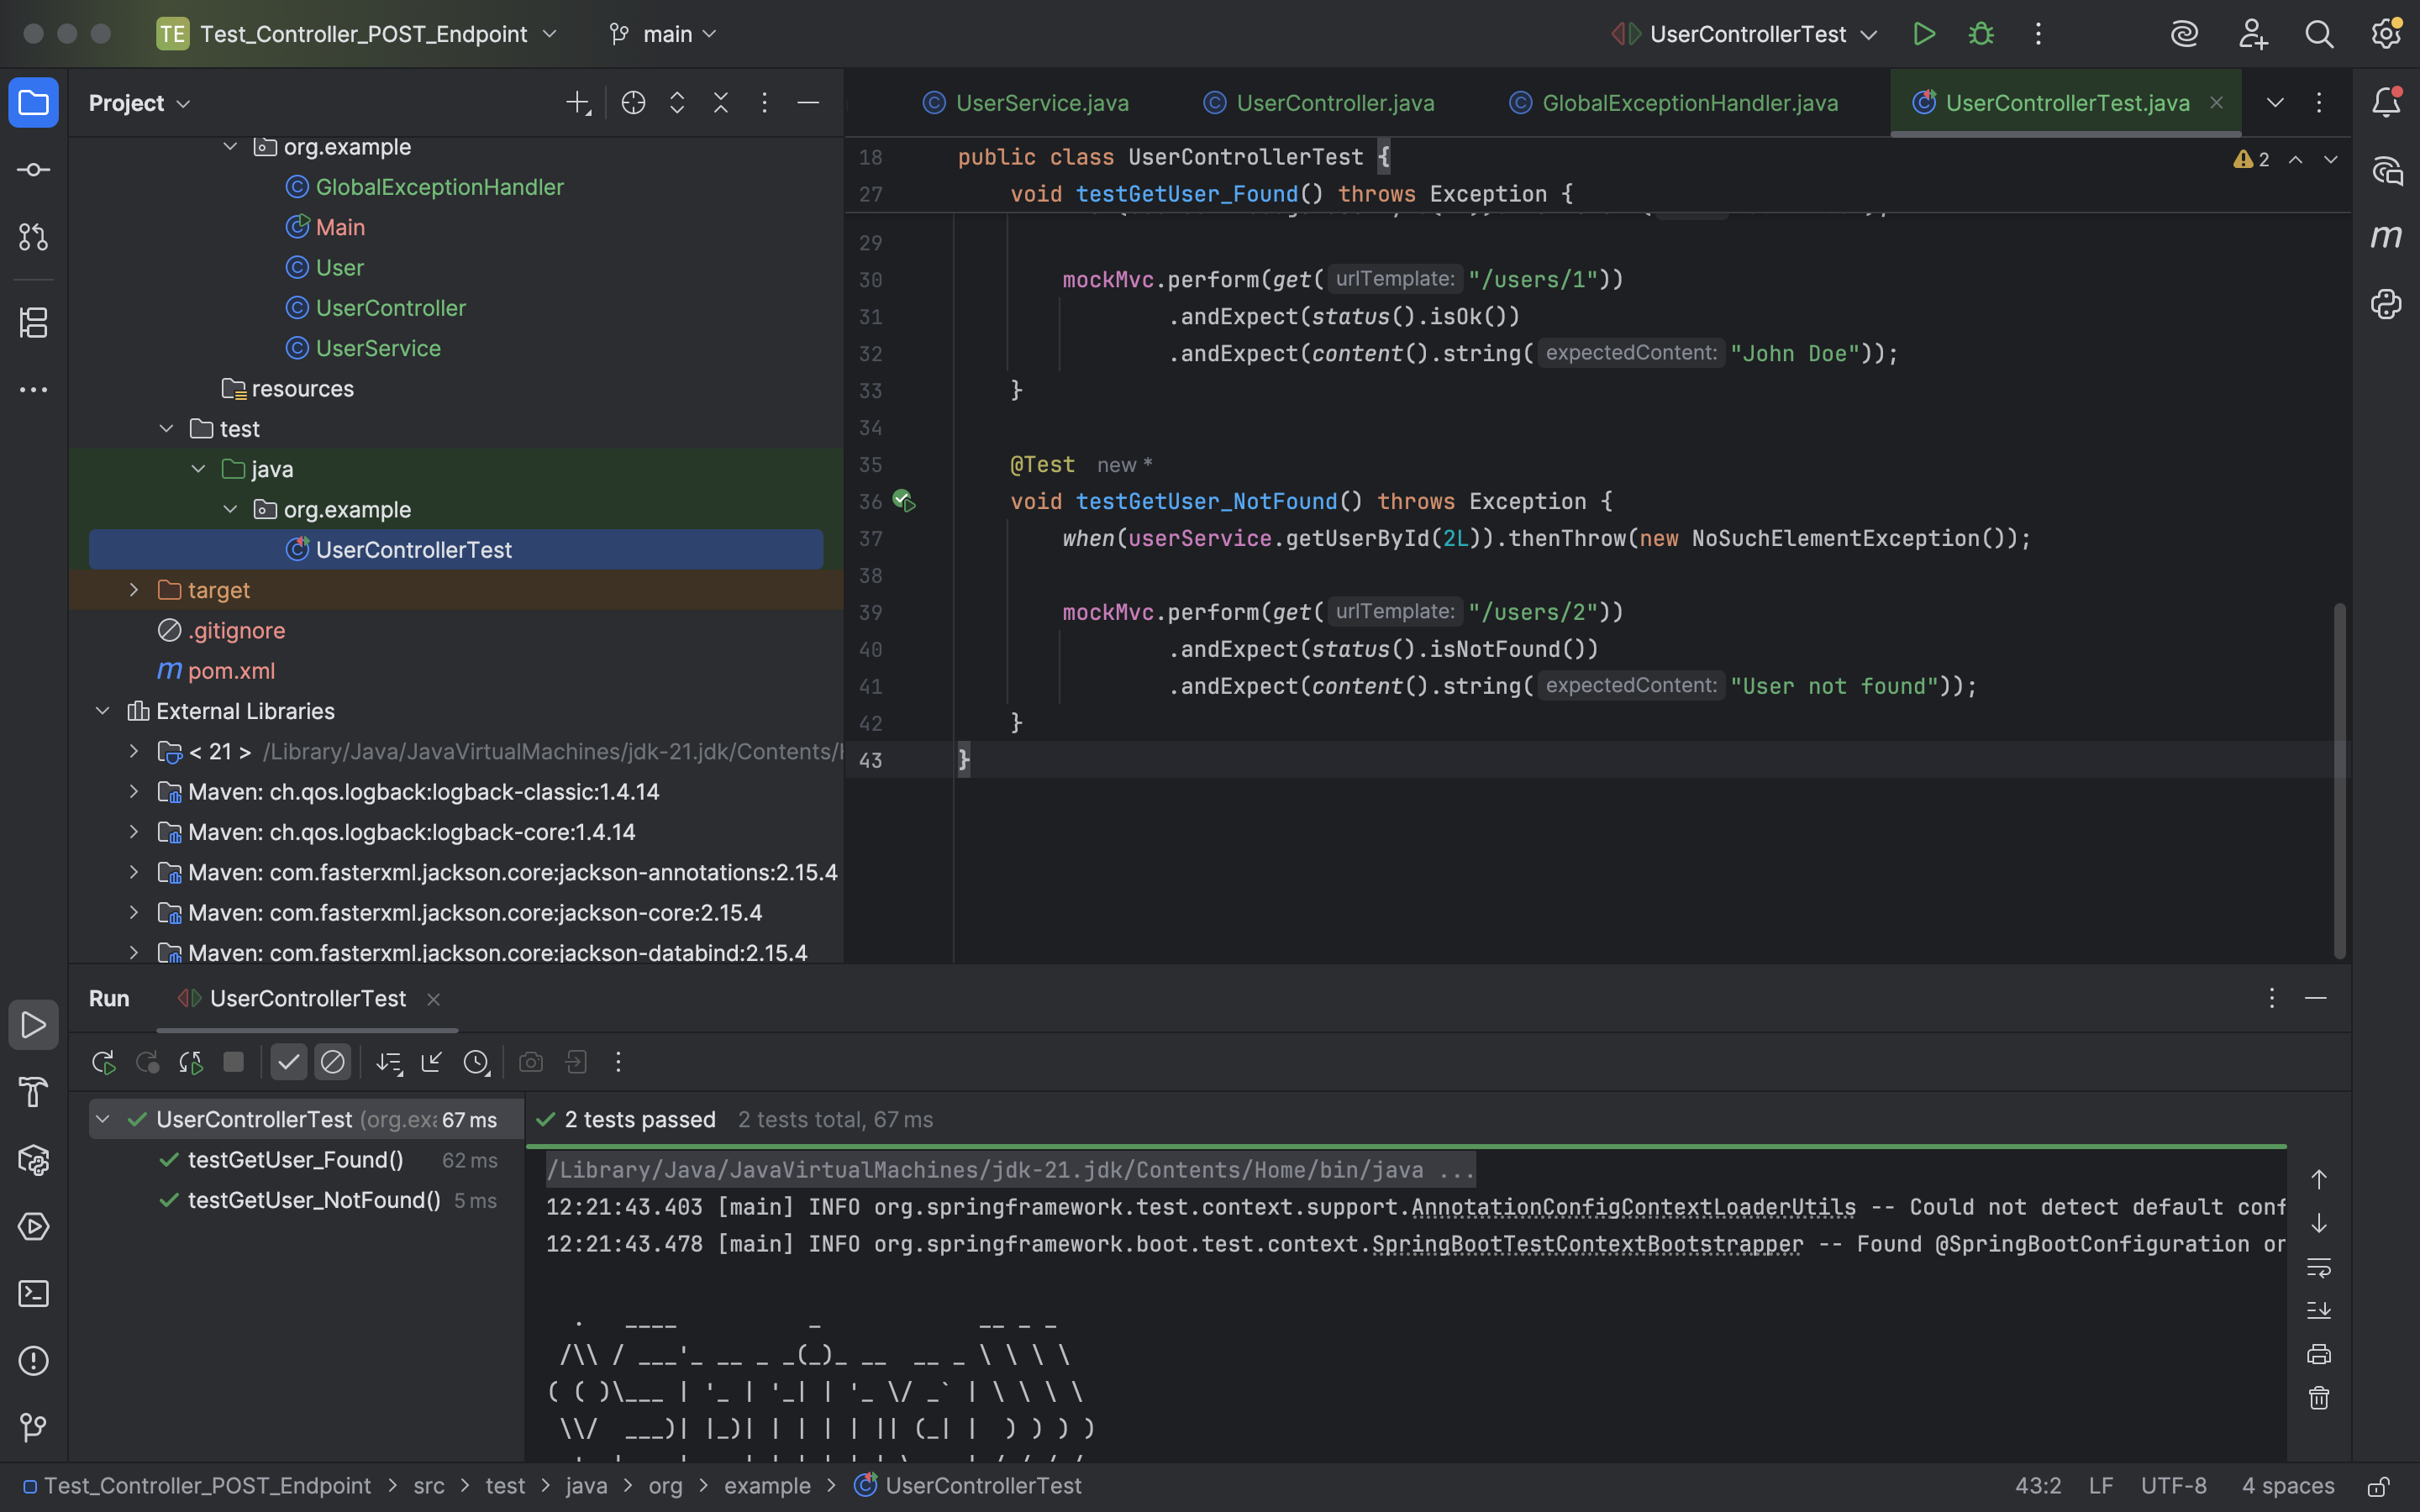 TE Test_Controller_POST_Endpoint main UserControllerTest
Project
UserService.java UserController.java GlobalExceptionHandler.java UserControllerTest.java
org.example
GlobalExceptionHandler
Main
User
UserController
UserService
resources
test
java
org.example
UserControllerTest
target
.gitignore
m pom.xml
External Libraries
< 21 > /Library/Java/JavaVirtualMachines/jdk-21.jdk/Contents/
Maven: ch.qos.logback:logback-classic:1.4.14
Maven: ch.qos.logback:logback-core:1.4.14
Maven: com.fasterxml.jackson.core:jackson-annotations:2.15.4
Maven: com.fasterxml.jackson.core:jackson-core:2.15.4
Maven: com.fasterxml.jackson.core:jackson-databind:2.15.4
18 public class UserControllerTest {
2
27 void testGetUser_Found() throws Exception {
29
30 mockMvc.perform(get( urlTemplate: "/users/1"))
31 .andExpect(status().isOk())
32 .andExpect(content().string( expectedContent: "John Doe"));
33 }
34
35 @Test new *
36 void testGetUser_NotFound() throws Exception {
37 when(userService.getUserById(2L)).thenThrow(new NoSuchElementException());
38
39 mockMvc.perform(get( urlTemplate: "/users/2"))
40 .andExpect(status().isNotFound())
41 .andExpect(content().string( expectedContent: "User not found"));
42 }
43 }
m
Run UserControllerTest
UserControllerTest (org.exa 67 ms
testGetUser_Found() 62 ms
testGetUser_NotFound() 5 ms
2 tests passed 2 tests total, 67 ms
/Library/Java/JavaVirtualMachines/jdk-21.jdk/Contents/Home/bin/java ...
12:21:43.403 [main] INFO org.springframework.test.context.support.AnnotationConfigContextLoaderUtils -- Could not detect default conf
12:21:43.478 [main] INFO org.springframework.boot.test.context.SpringBootTestContextBootstrapper -- Found @SpringBootConfiguration or
  .   ____          _            __ _ _
 /\\ / ___'_ __ _ _(_)_ __  __ _ \ \ \ \
( ( )\___ | '_ | '_| | '_ \/ _` | \ \ \ \
 \\/  ___)| |_)| | | | | || (_| |  ) ) ) )
Test_Controller_POST_Endpoint > src > test > java > org > example > UserControllerTest
43:2 LF UTF-8 4 spaces